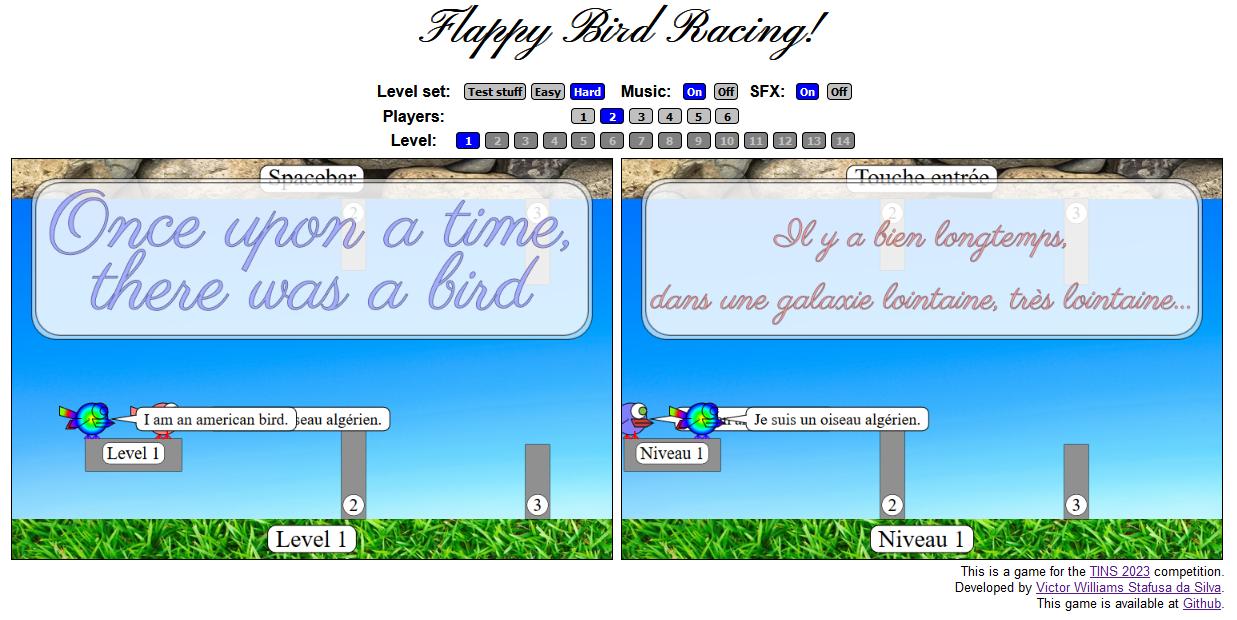 Flappy Bird Racing!
Level set: Test stuff Easy Hard Music: On Off SFX: On Off
Players: 1 2 3 4 5 6
Level: 1 2 3 4 5 6 7 8 9 10 11 12 13 14
Spacebar
2 3
Once upon a time,
there was a bird
I am an american bird. seau algérien.
Level 1
2 3
Level 1
Touche entrée
2 3
Il y a bien longtemps,
dans une galaxie lointaine, très lointaine...
Je suis un oiseau algérien.
Niveau 1
2 3
Niveau 1
This is a game for the TINS 2023 competition.
Developed by Victor Williams Stafusa da Silva.
This game is available at Github.